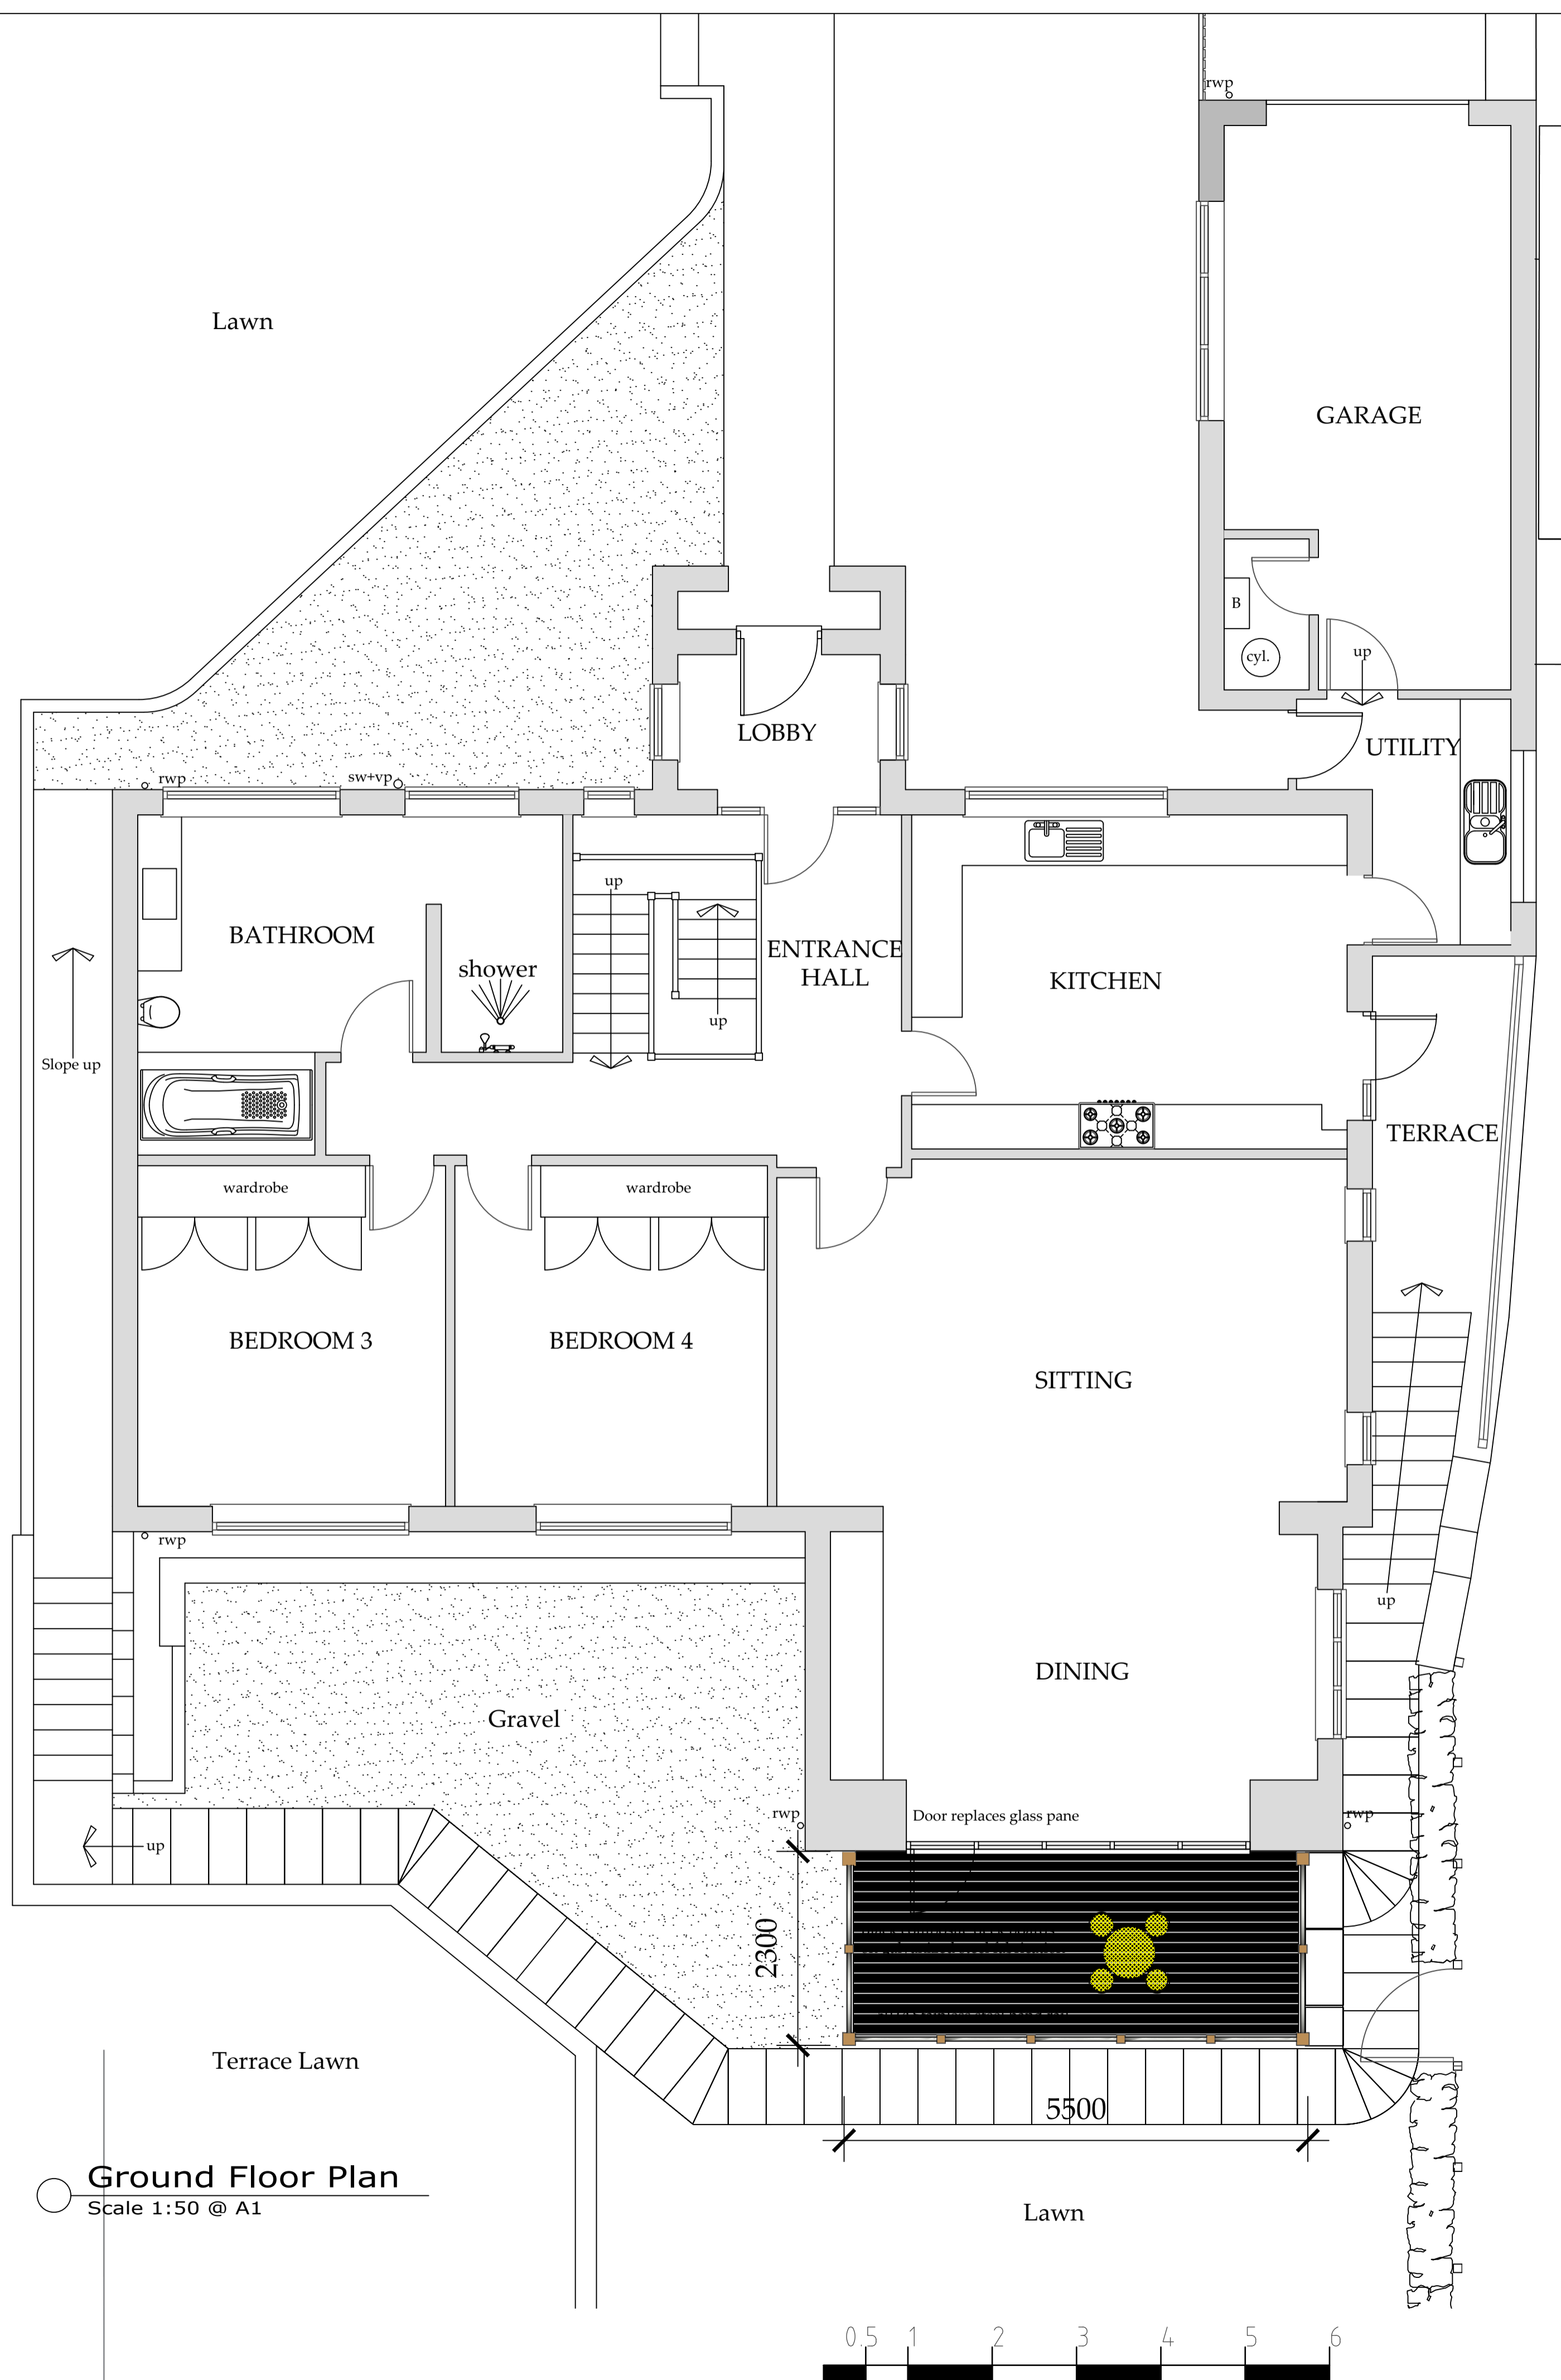 rwp
Lawn
GARAGE
B
cyl.
up
LOBBY
UTILITY
rwp
sw+vp
up
BATHROOM
ENTRANCE
HALL
shower
KITCHEN
up
Slope up
TERRACE
wardrobe
wardrobe
BEDROOM 3
BEDROOM 4
SITTING
rwp
up
DINING
Gravel
rwp
Door replaces glass pane
rwp
up
2300
Terrace Lawn
5500
Ground Floor Plan
Scale 1:50 @ A1
Lawn
0.5 1 2 3 4 5 6